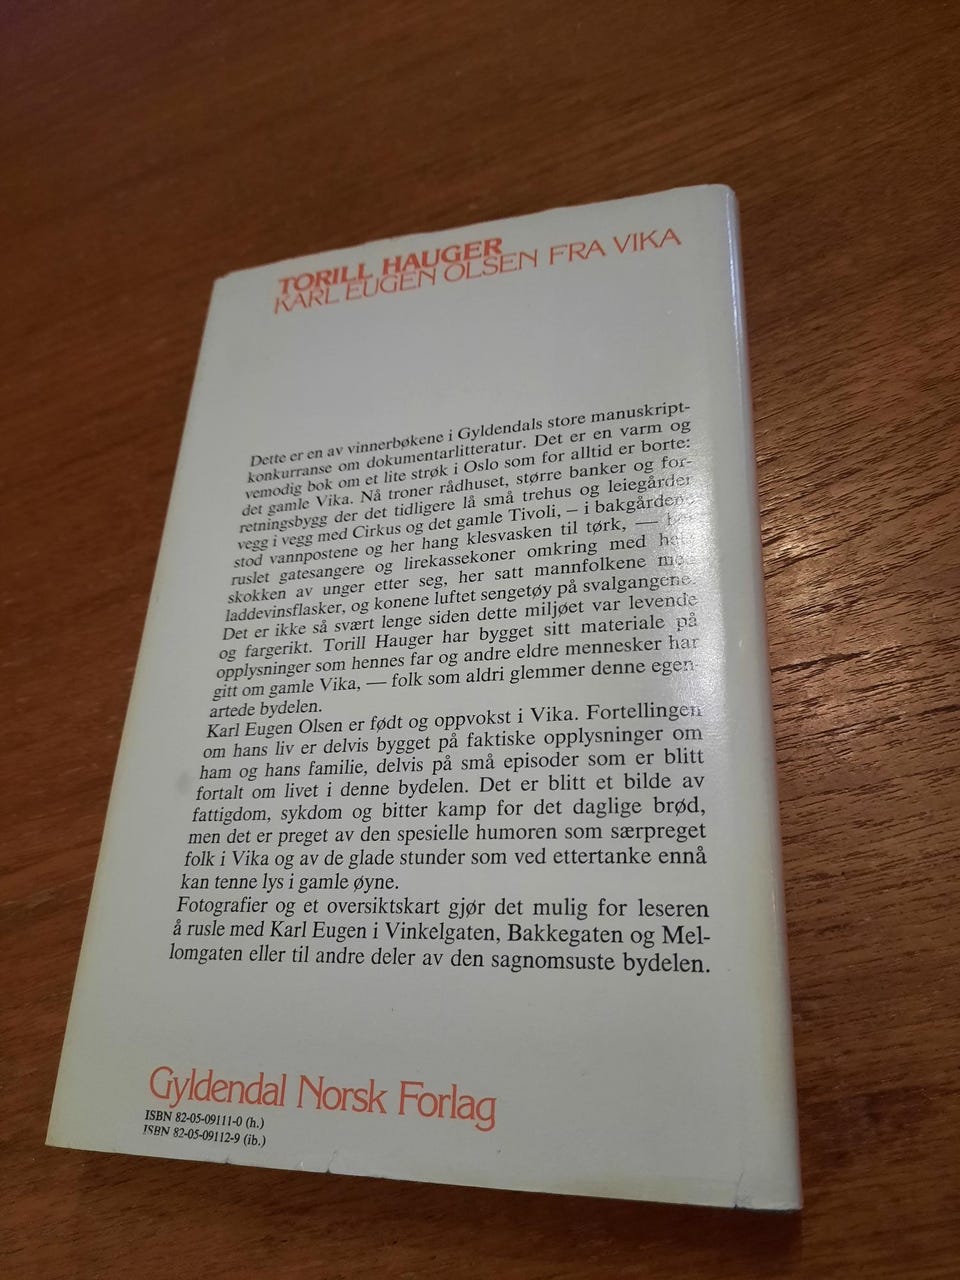 TORILL HAUGER
KARL EUGEN OLSEN FRA VIKA
Dette er en av vinnerbøkene i Gyldendals store manuskript-
konkurranse om dokumentarlitteratur. Det er en varm og
vemodig bok om et lite strøk i Oslo som for alltid er borte:
det gamle Vika. Nå troner rådhuset, større banker og for-
retningsbygg der det tidligere lå små trehus og leiegårder
vegg i vegg med Cirkus og det gamle Tivoli, – i bakgårdene
stod vannpostene og her hang klesvasken til tørk, — her
ruslet gatesangere og lirekassekoner omkring med hele
skokken av unger etter seg, her satt mannfolkene med
laddevinsflasker, og konene luftet sengetøy på svalgangene.
Det er ikke så svært lenge siden dette miljøet var levende
og fargerikt. Torill Hauger har bygget sitt materiale på
opplysninger som hennes far og andre eldre mennesker har
gitt om gamle Vika, — folk som aldri glemmer denne egen-
artede bydelen.
Karl Eugen Olsen er født og oppvokst i Vika. Fortellingen
om hans liv er delvis bygget på faktiske opplysninger om
ham og hans familie, delvis på små episoder som er blitt
fortalt om livet i denne bydelen. Det er blitt et bilde av
fattigdom, sykdom og bitter kamp for det daglige brød,
men det er preget av den spesielle humoren som særpreget
folk i Vika og av de glade stunder som ved ettertanke ennå
kan tenne lys i gamle øyne.
Fotografier og et oversiktskart gjør det mulig for leseren
å rusle med Karl Eugen i Vinkelgaten, Bakkegaten og Mel-
lomgaten eller til andre deler av den sagnomsuste bydelen.
Gyldendal Norsk Forlag
ISBN 82-05-09111-0 (h.)
ISBN 82-05-09112-9 (ib.)